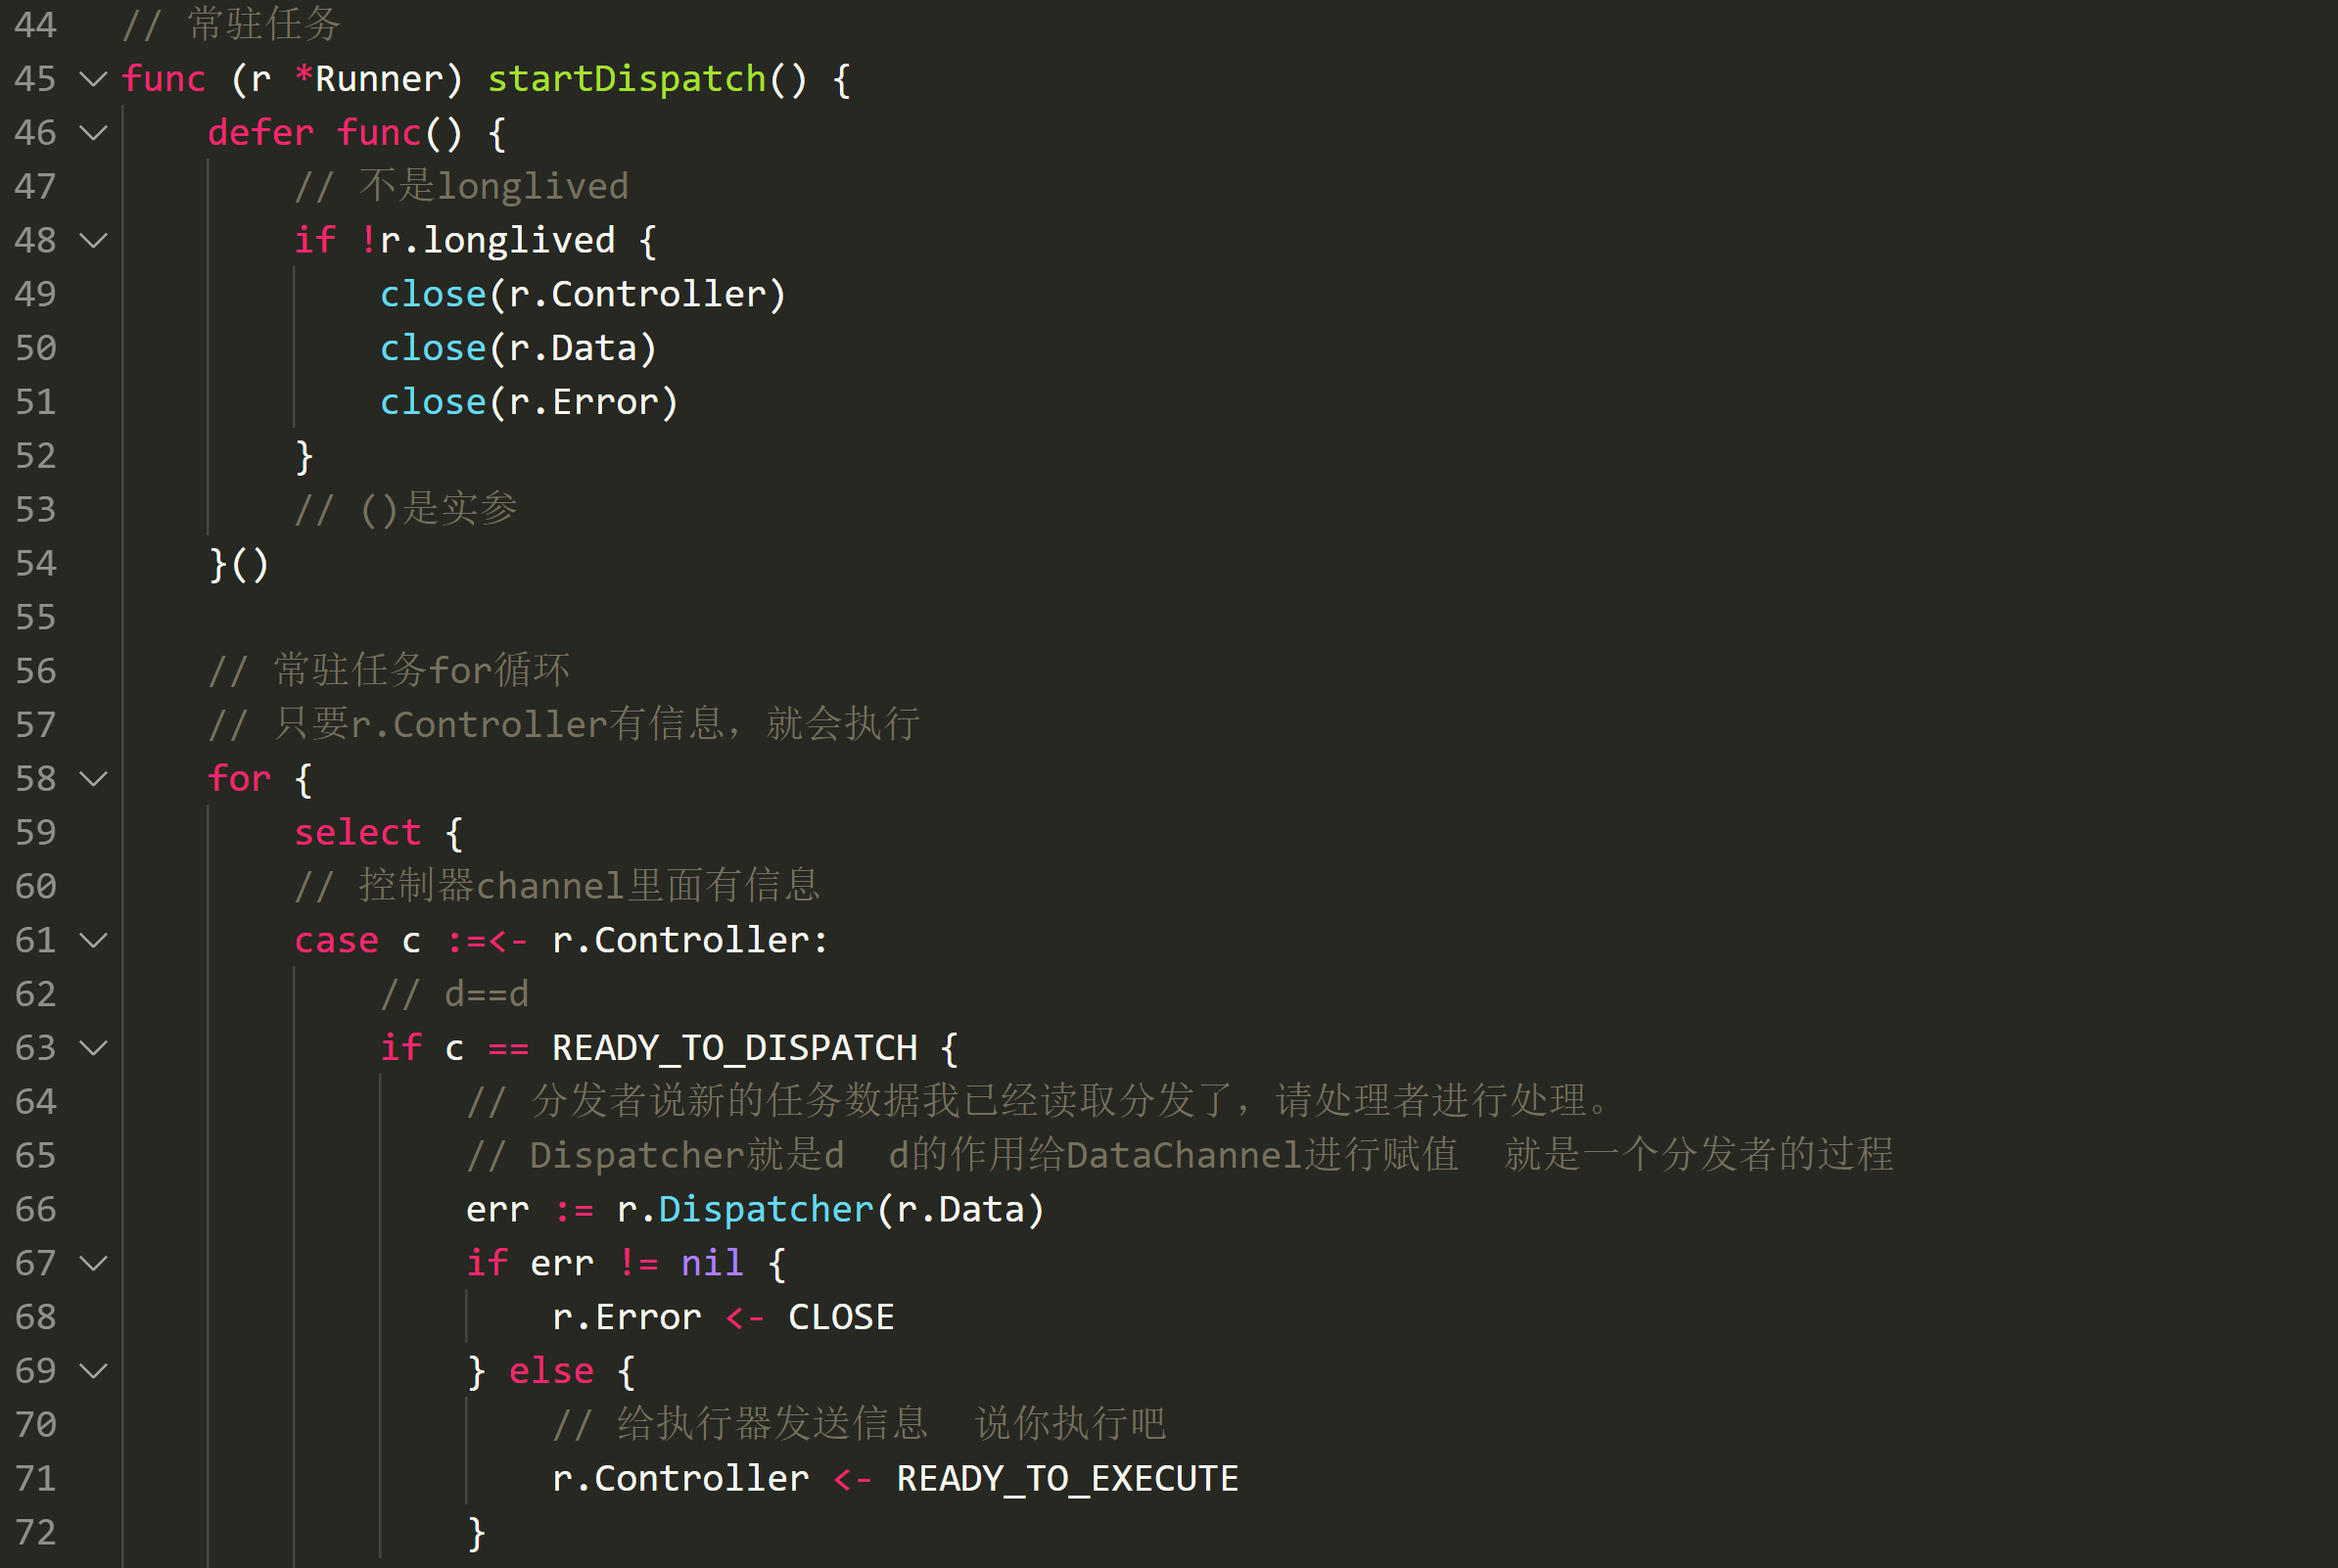 44 // 常驻任务
45 func (r *Runner) startDispatch() {
46 defer func() {
47 // 不是longlived
48 if !r.longlived {
49 close(r.Controller)
50 close(r.Data)
51 close(r.Error)
52 }
53 // ()是实参
54 }()
55
56 // 常驻任务for循环
57 // 只要r.Controller有信息，就会执行
58 for {
59 select {
60 // 控制器channel里面有信息
61 case c :=<- r.Controller:
62 // d==d
63 if c == READY_TO_DISPATCH {
64 // 分发者说新的任务数据我已经读取分发了，请处理者进行处理。
65 // Dispatcher就是d  d的作用给DataChannel进行赋值  就是一个分发者的过程
66 err := r.Dispatcher(r.Data)
67 if err != nil {
68 r.Error <- CLOSE
69 } else {
70 // 给执行器发送信息  说你执行吧
71 r.Controller <- READY_TO_EXECUTE
72 }